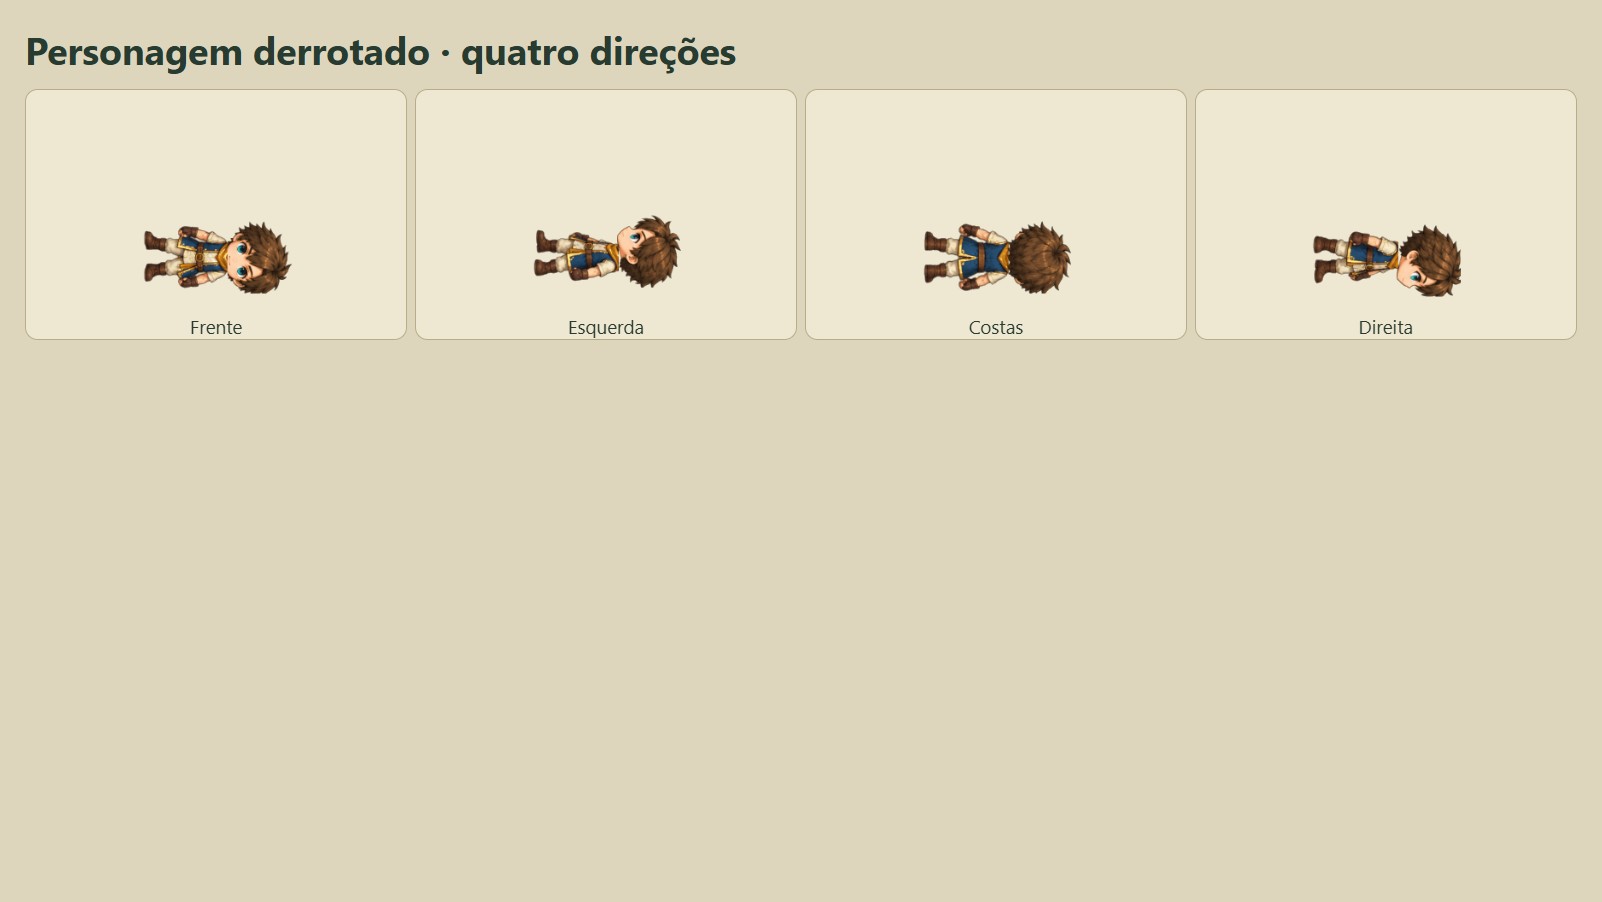 Personagem derrotado · quatro direções
Frente
Esquerda
Costas
Direita